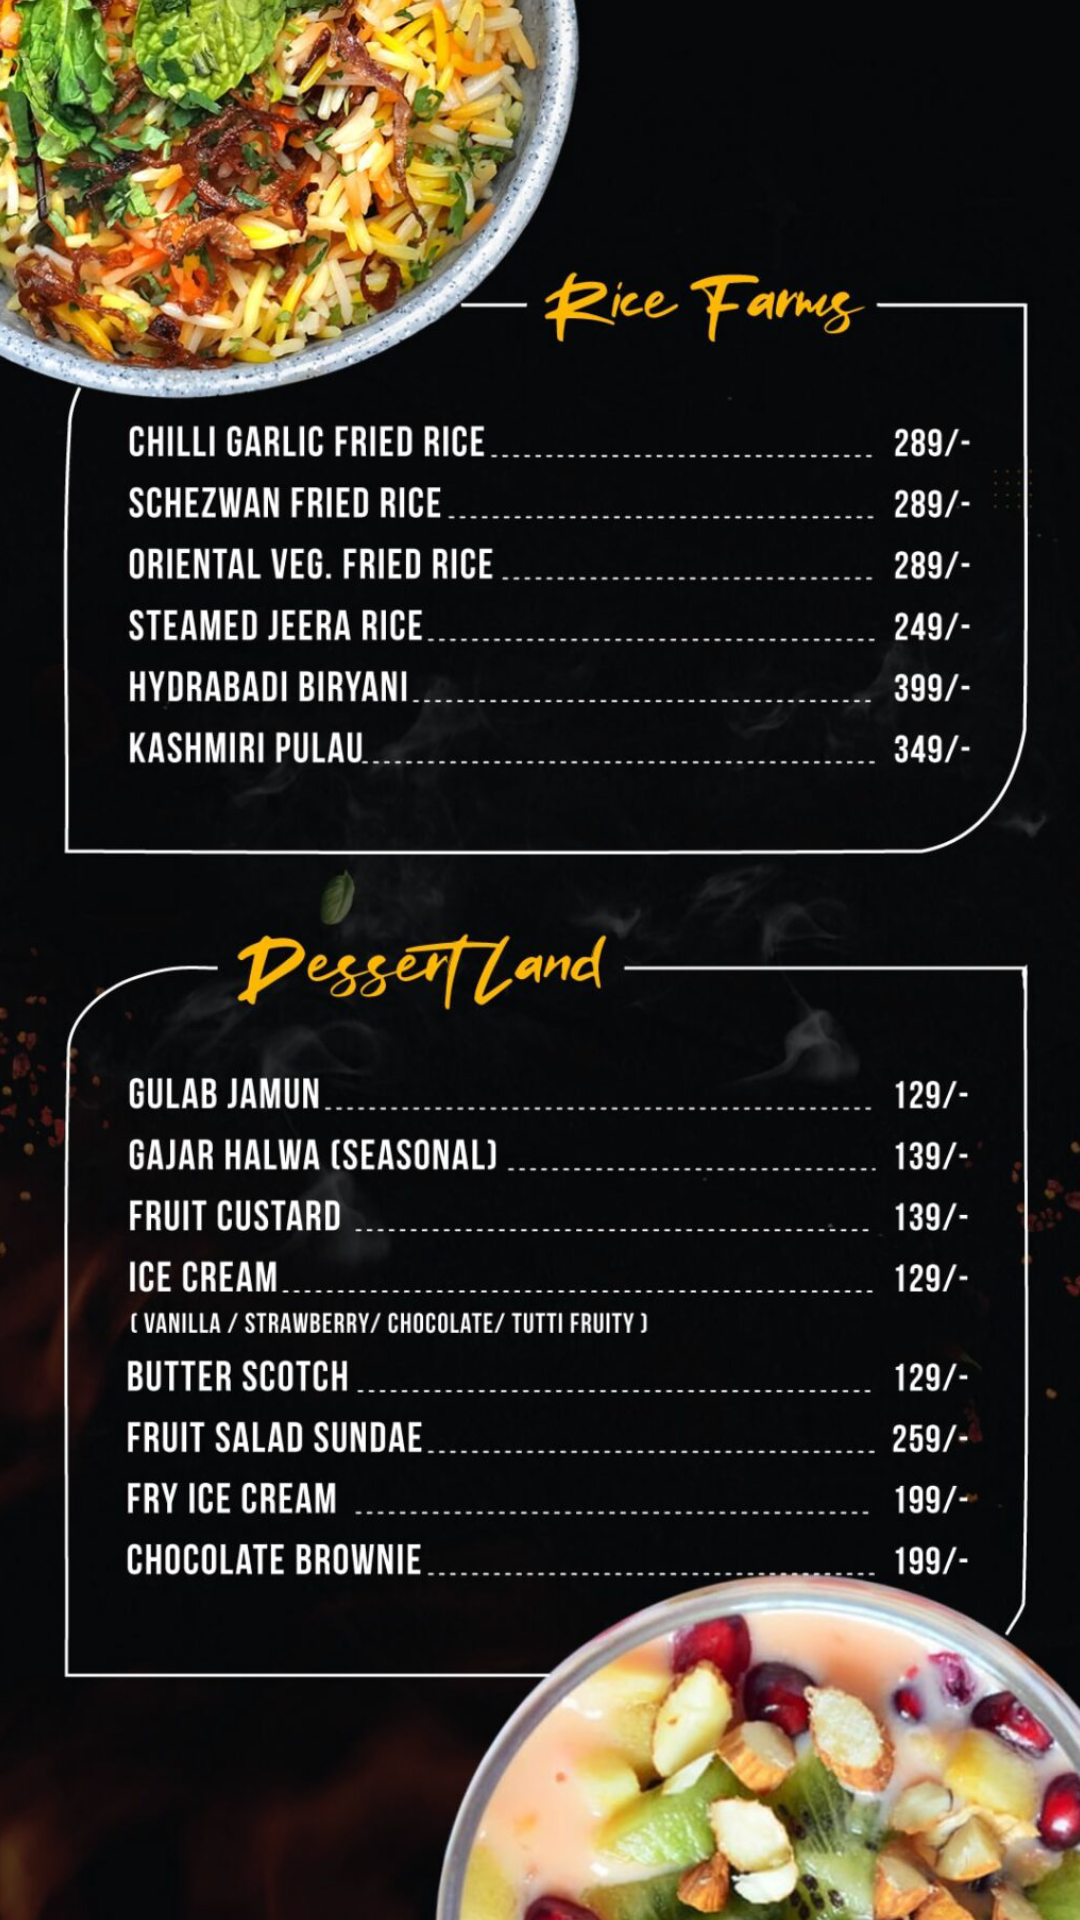 Rice Farms
CHILLI GARLIC FRIED RICE 289/-
SCHEZWAN FRIED RICE 289/-
ORIENTAL VEG. FRIED RICE 289/-
STEAMED JEERA RICE 249/-
HYDRABADI BIRYANI 399/-
KASHMIRI PULAU 349/-
Dessert Land
GULAB JAMUN 129/-
GAJAR HALWA (SEASONAL) 139/-
FRUIT CUSTARD 139/-
ICE CREAM 129/-
( VANILLA / STRAWBERRY/ CHOCOLATE/ TUTTI FRUITY )
BUTTER SCOTCH 129/-
FRUIT SALAD SUNDAE 259/-
FRY ICE CREAM 199/-
CHOCOLATE BROWNIE 199/-